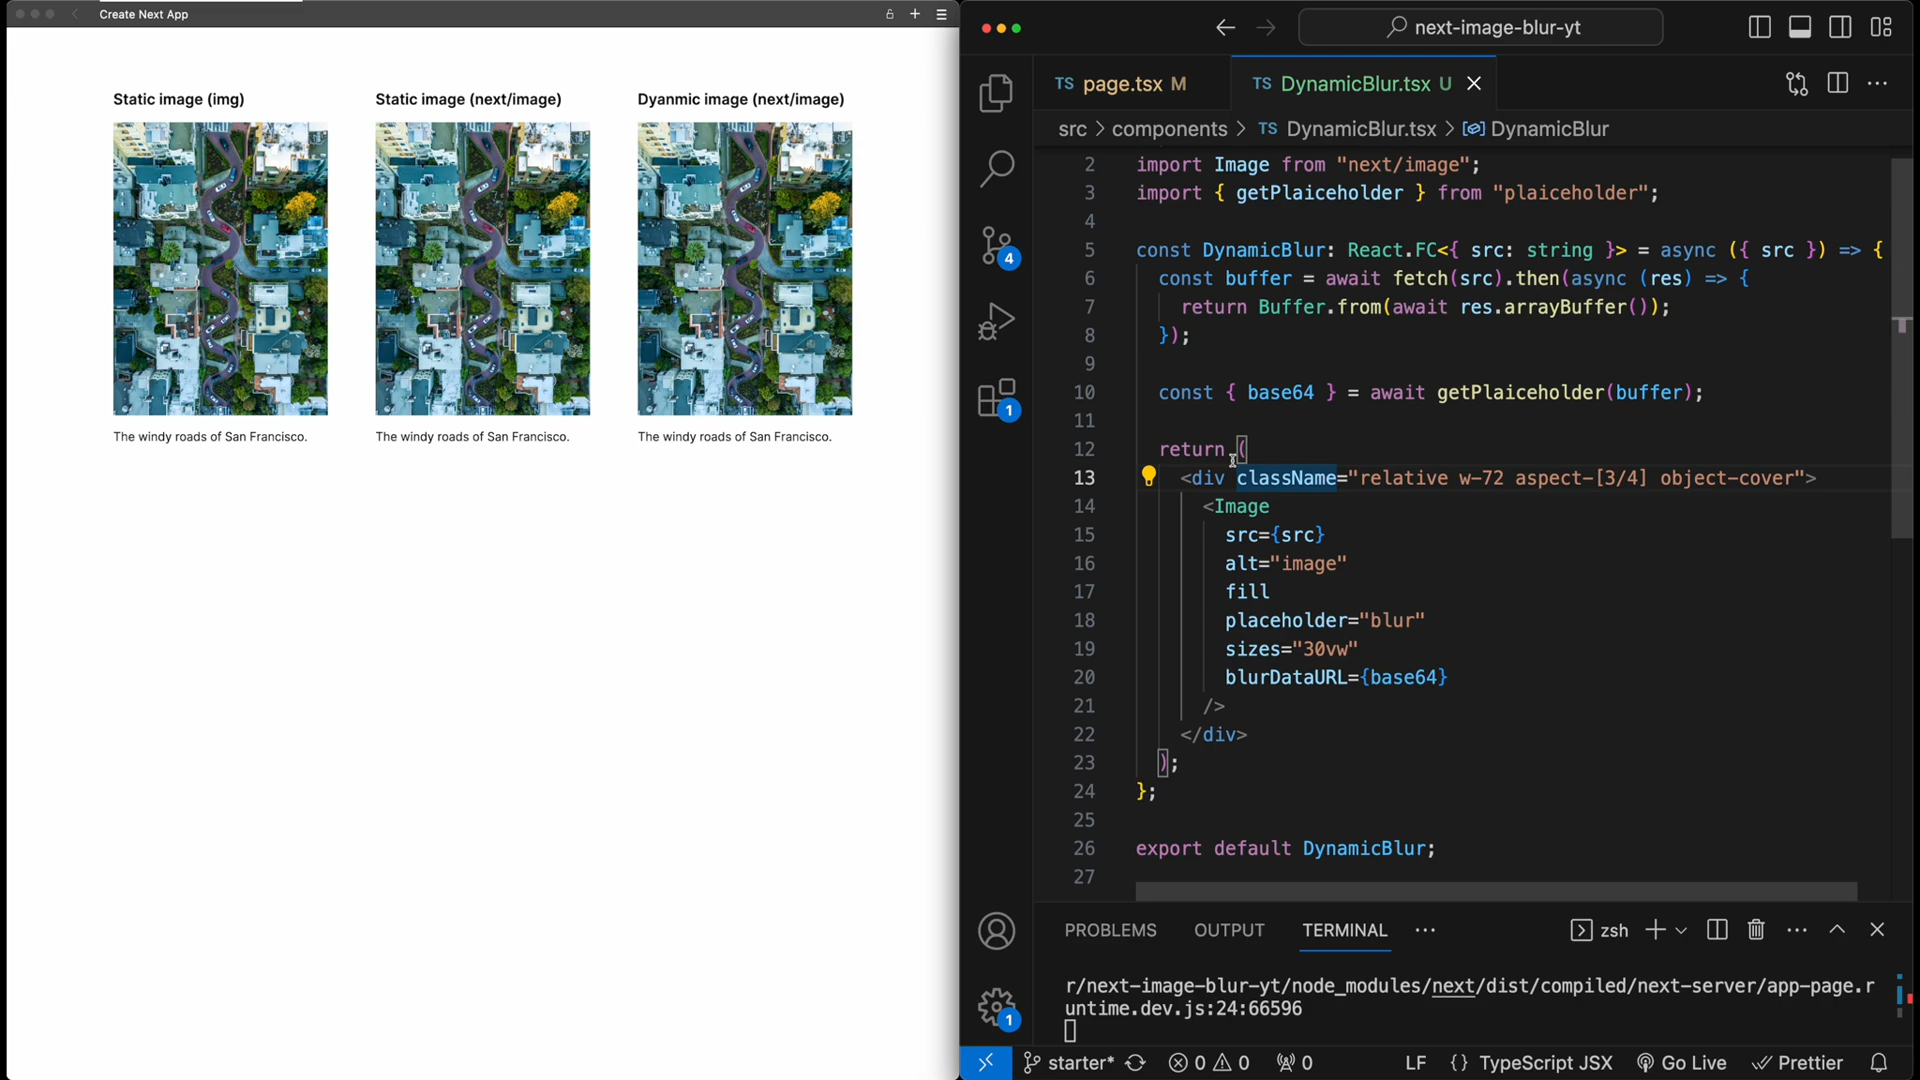 Create Next App
Static image (img)
Static image (next/image)
Dyanmic image (next/image)
The windy roads of San Francisco.
The windy roads of San Francisco.
The windy roads of San Francisco.
next-image-blur-yt
TS page.tsx M
TS DynamicBlur.tsx U
src > components > TS DynamicBlur.tsx > DynamicBlur
2 import Image from "next/image";
3 import { getPlaiceholder } from "plaiceholder";
4
5 const DynamicBlur: React.FC<{ src: string }> = async ({ src }) => {
6 const buffer = await fetch(src).then(async (res) => {
7 return Buffer.from(await res.arrayBuffer());
8 });
9
10 const { base64 } = await getPlaiceholder(buffer);
11
12 return (
13 <div className="relative w-72 aspect-[3/4] object-cover">
14 <Image
15 src={src}
16 alt="image"
17 fill
18 placeholder="blur"
19 sizes="30vw"
20 blurDataURL={base64}
21 />
22 </div>
23 );
24 };
25
26 export default DynamicBlur;
27
4
1
1
PROBLEMS OUTPUT TERMINAL ··· zsh
r/next-image-blur-yt/node_modules/next/dist/compiled/next-server/app-page.r
untime.dev.js:24:66596
starter* 0 0 0 LF {} TypeScript JSX Go Live Prettier